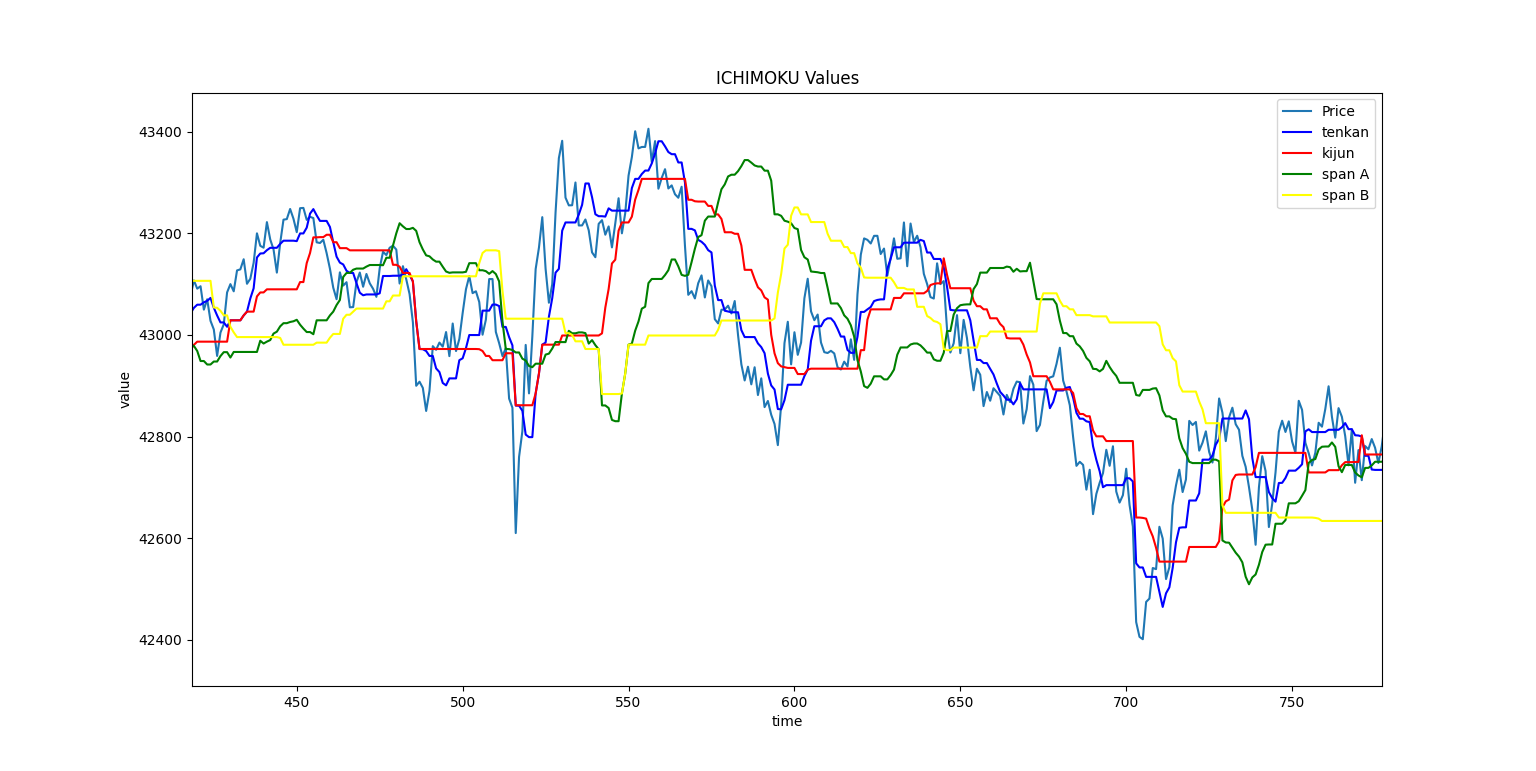 ICHIMOKU Values
Price
tenkan
kijun
span A
span B
43400
43200
43000
42800
42600
42400
value
450 500 550 600 650 700 750
time